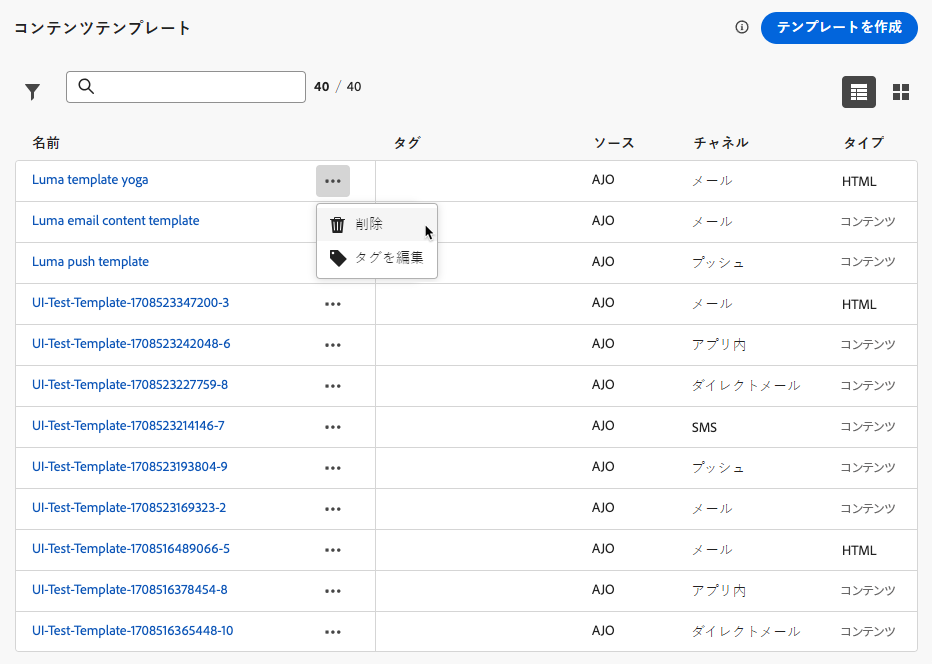 コンテンツテンプレート
テンプレートを作成
40 / 40
名前 タグ ソース チャネル タイプ
Luma template yoga AJO メール HTML
Luma email content template AJO メール コンテンツ
削除
Luma push template AJO プッシュ コンテンツ
タグを編集
UI-Test-Template-1708523347200-3 AJO メール HTML
UI-Test-Template-1708523242048-6 AJO アプリ内 コンテンツ
UI-Test-Template-1708523227759-8 AJO ダイレクトメール コンテンツ
UI-Test-Template-1708523214146-7 AJO SMS コンテンツ
UI-Test-Template-1708523193804-9 AJO プッシュ コンテンツ
UI-Test-Template-1708523169323-2 AJO メール コンテンツ
UI-Test-Template-1708516489066-5 AJO メール HTML
UI-Test-Template-1708516378454-8 AJO アプリ内 コンテンツ
UI-Test-Template-1708516365448-10 AJO ダイレクトメール コンテンツ